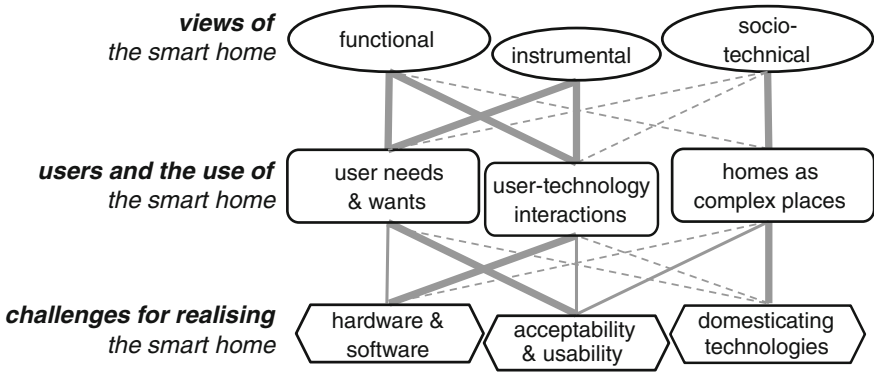 views of
the smart home
functional
instrumental
socio-
technical
users and the use of
the smart home
user needs
& wants
user-technology
interactions
homes as
complex places
challenges for realising
the smart home
hardware &
software
acceptability
& usability
domesticating
technologies